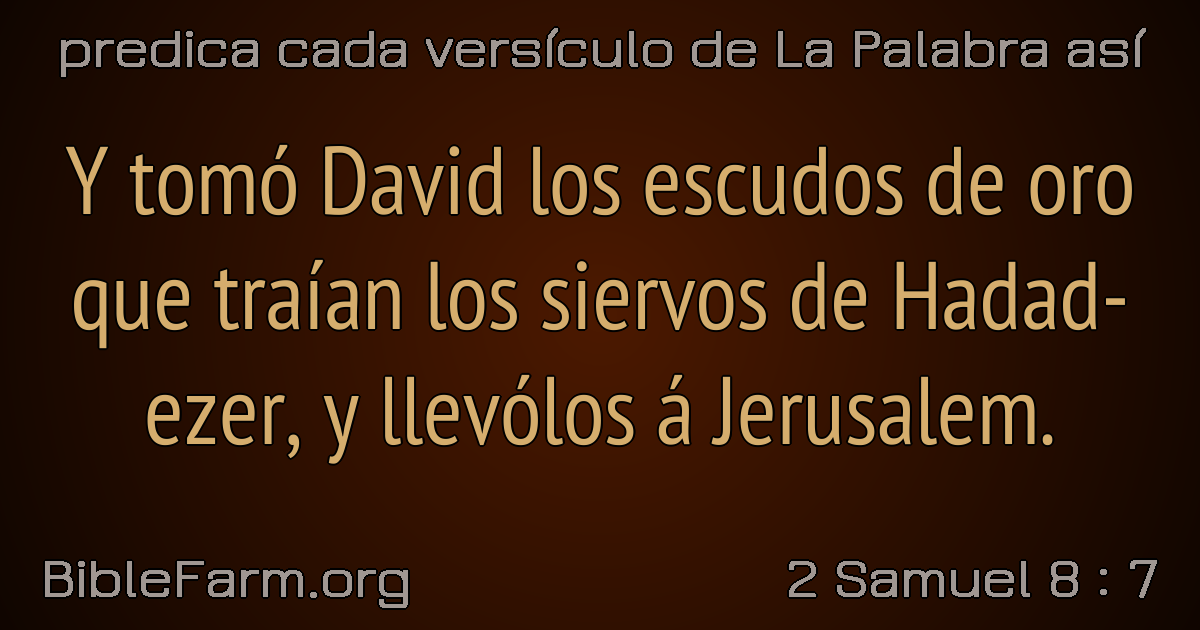 predica cada versículo de La Palabra así
Y tomó David los escudos de oro
que traían los siervos de Hadad-
ezer, y llevólos á Jerusalem.
BibleFarm.org
2 Samuel 8 : 7